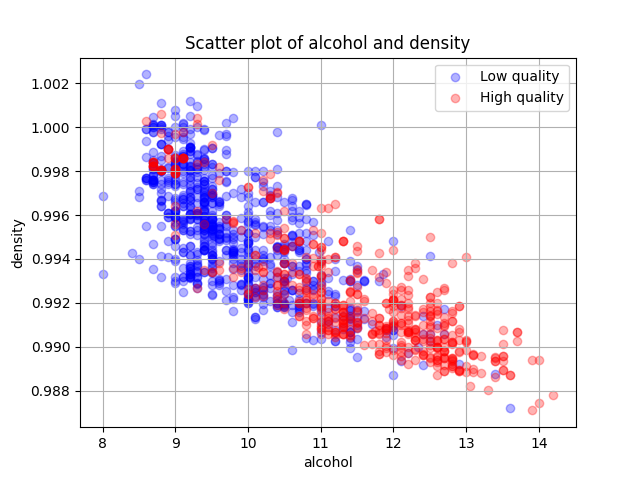 Scatter plot of alcohol and density
Low quality
High quality
1.002
1.000
0.998
0.996
0.994
0.992
0.990
0.988
density
8 9 10 11 12 13 14
alcohol